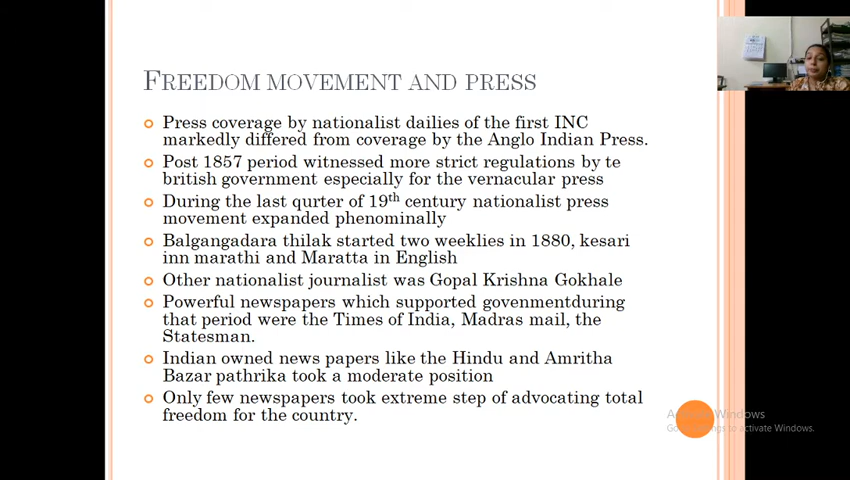 FREEDOM MOVEMENT AND PRESS
Press coverage by nationalist dailies of the first INC
markedly differed from coverage by the Anglo Indian Press.
Post 1857 period witnessed more strict regulations by te
british government especially for the vernacular press
During the last qurter of 19th century nationalist press
movement expanded phenominally
Balgangadara thilak started two weeklies in 1880, kesari
inn marathi and Maratta in English
Other nationalist journalist was Gopal Krishna Gokhale
Powerful newspapers which supported govenmentduring
that period were the Times of India, Madras mail, the
Statesman.
Indian owned news papers like the Hindu and Amritha
Bazar pathrika took a moderate position
Only few newspapers took extreme step of advocating total
freedom for the country.
Activate Windows
Go to Settings to activate Windows.